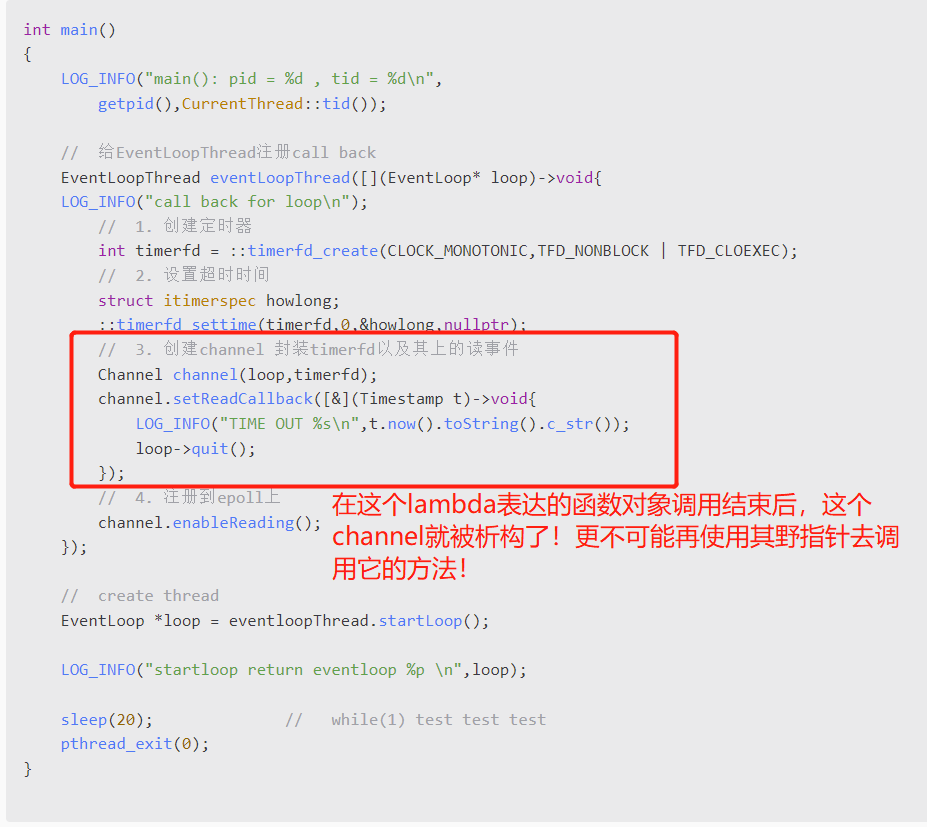 int main()
{
LOG_INFO("main(): pid = %d , tid = %d\n",
getpid(),CurrentThread::tid());
//  给EventLoopThread注册call back
EventLoopThread eventLoopThread([](EventLoop* loop)->void{
LOG_INFO("call back for loop\n");
//  1. 创建定时器
int timerfd = ::timerfd_create(CLOCK_MONOTONIC,TFD_NONBLOCK | TFD_CLOEXEC);
//  2. 设置超时时间
struct itimerspec howlong;
::timerfd_settime(timerfd,0,&howlong,nullptr);
//  3. 创建channel 封装timerfd以及其上的读事件
Channel channel(loop,timerfd);
channel.setReadCallback([&](Timestamp t)->void{
LOG_INFO("TIME OUT %s\n",t.now().toString().c_str());
loop->quit();
});
//  4. 注册到epoll上
channel.enableReading();
});
在这个lambda表达的函数对象调用结束后，这个
channel就被析构了！更不可能再使用其野指针去调
用它的方法！
//  create thread
EventLoop *loop = eventloopThread.startLoop();
LOG_INFO("startloop return eventloop %p \n",loop);
sleep(20);              //   while(1) test test test
pthread_exit(0);
}